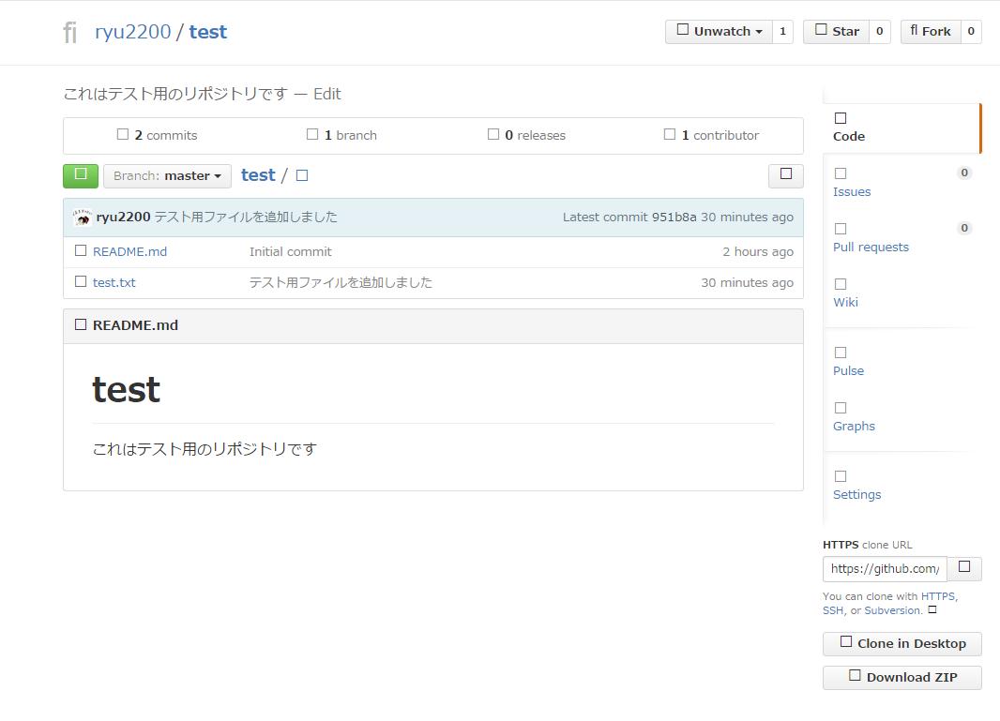 ryu2200 / test
Unwatch 1 Star 0 Fork 0
これはテスト用のリポジトリです — Edit
2 commits 1 branch 0 releases 1 contributor
Branch: master test /
ryu2200 テスト用ファイルを追加しました Latest commit 951b8a 30 minutes ago
README.md Initial commit 2 hours ago
test.txt テスト用ファイルを追加しました 30 minutes ago
README.md
test
これはテスト用のリポジトリです
Code
Issues 0
Pull requests 0
Wiki
Pulse
Graphs
Settings
HTTPS clone URL
https://github.com/
You can clone with HTTPS,
SSH, or Subversion.
Clone in Desktop
Download ZIP